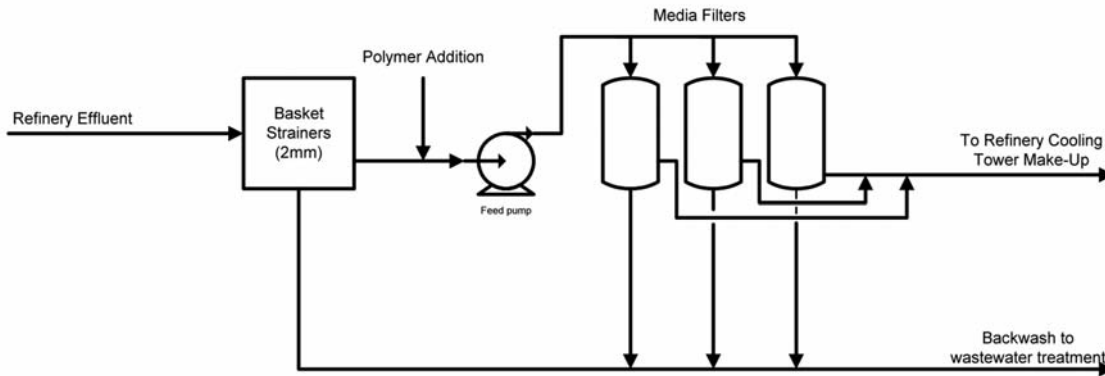 Media Filters
Polymer Addition
Refinery Effluent
Basket
Strainers
(2mm)
Feed pump
To Refinery Cooling
Tower Make-Up
Backwash to
wastewater treatment